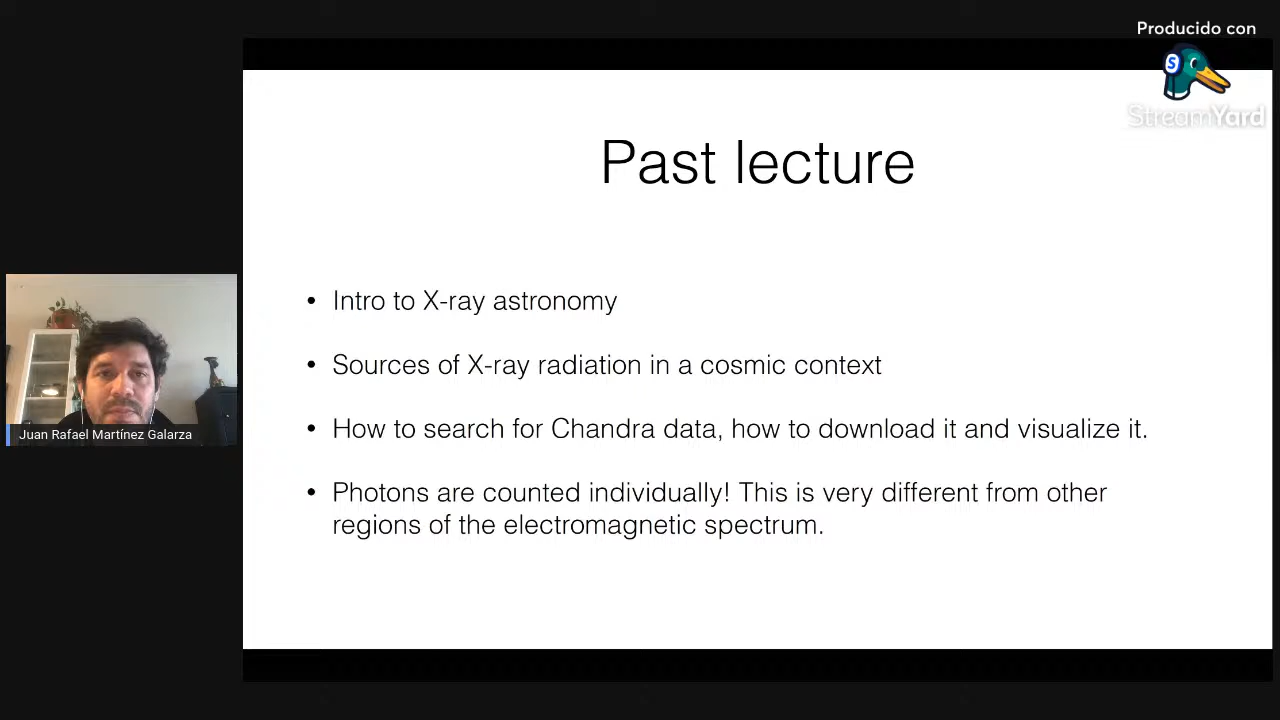 Producido con
S
StreamYard
Past lecture
• Intro to X-ray astronomy
• Sources of X-ray radiation in a cosmic context
• How to search for Chandra data, how to download it and visualize it.
• Photons are counted individually! This is very different from other
regions of the electromagnetic spectrum.
Juan Rafael Martínez Galarza